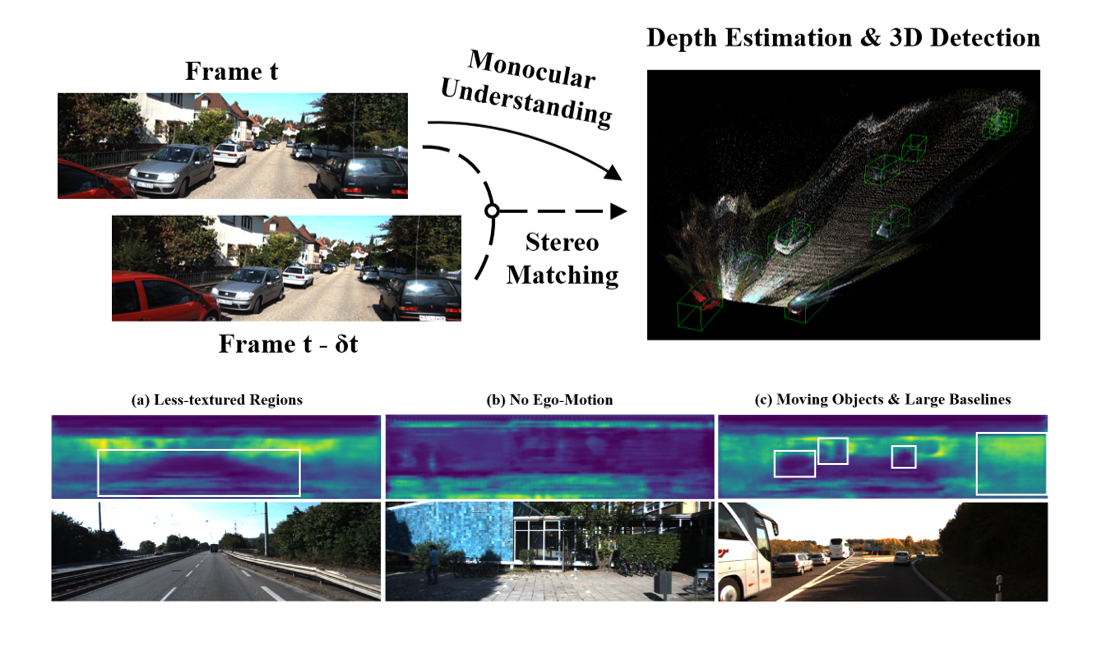 Depth Estimation & 3D Detection
Frame t
Monocular
Understanding
Stereo
Matching
Frame t - δt
(a) Less-textured Regions
(b) No Ego-Motion
(c) Moving Objects & Large Baselines